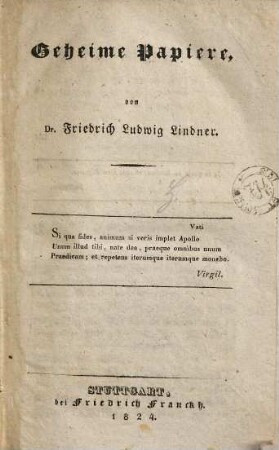 Geheime Papiere,
von
Dr. Friedrich Ludwig Lindner.
Vati
Si qua fides, animum si veris implet Apollo
Unum illud tibi, nate dea, praeque omnibus unum
Praedicam; et repetens iterumque iterumque monebo.
Virgil.
STUTTGART,
bei Friedrich Franckh.
1824.